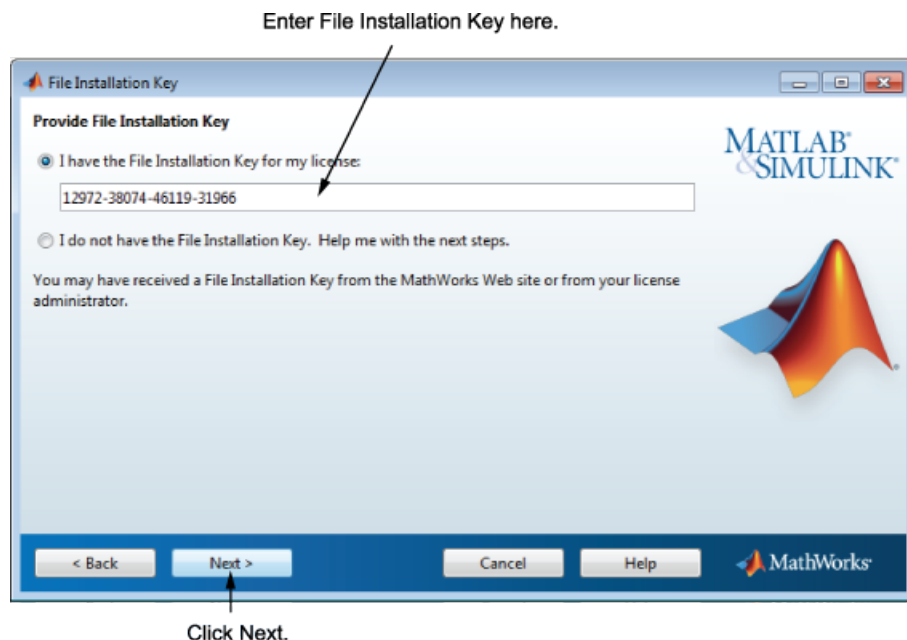 Enter File Installation Key here.
File Installation Key
Provide File Installation Key
I have the File Installation Key for my license:
12972-38074-46119-31966
I do not have the File Installation Key. Help me with the next steps.
You may have received a File Installation Key from the MathWorks Web site or from your license
administrator.
MATLAB®
&SIMULINK®
< Back
Next >
Cancel
Help
MathWorks®
Click Next.